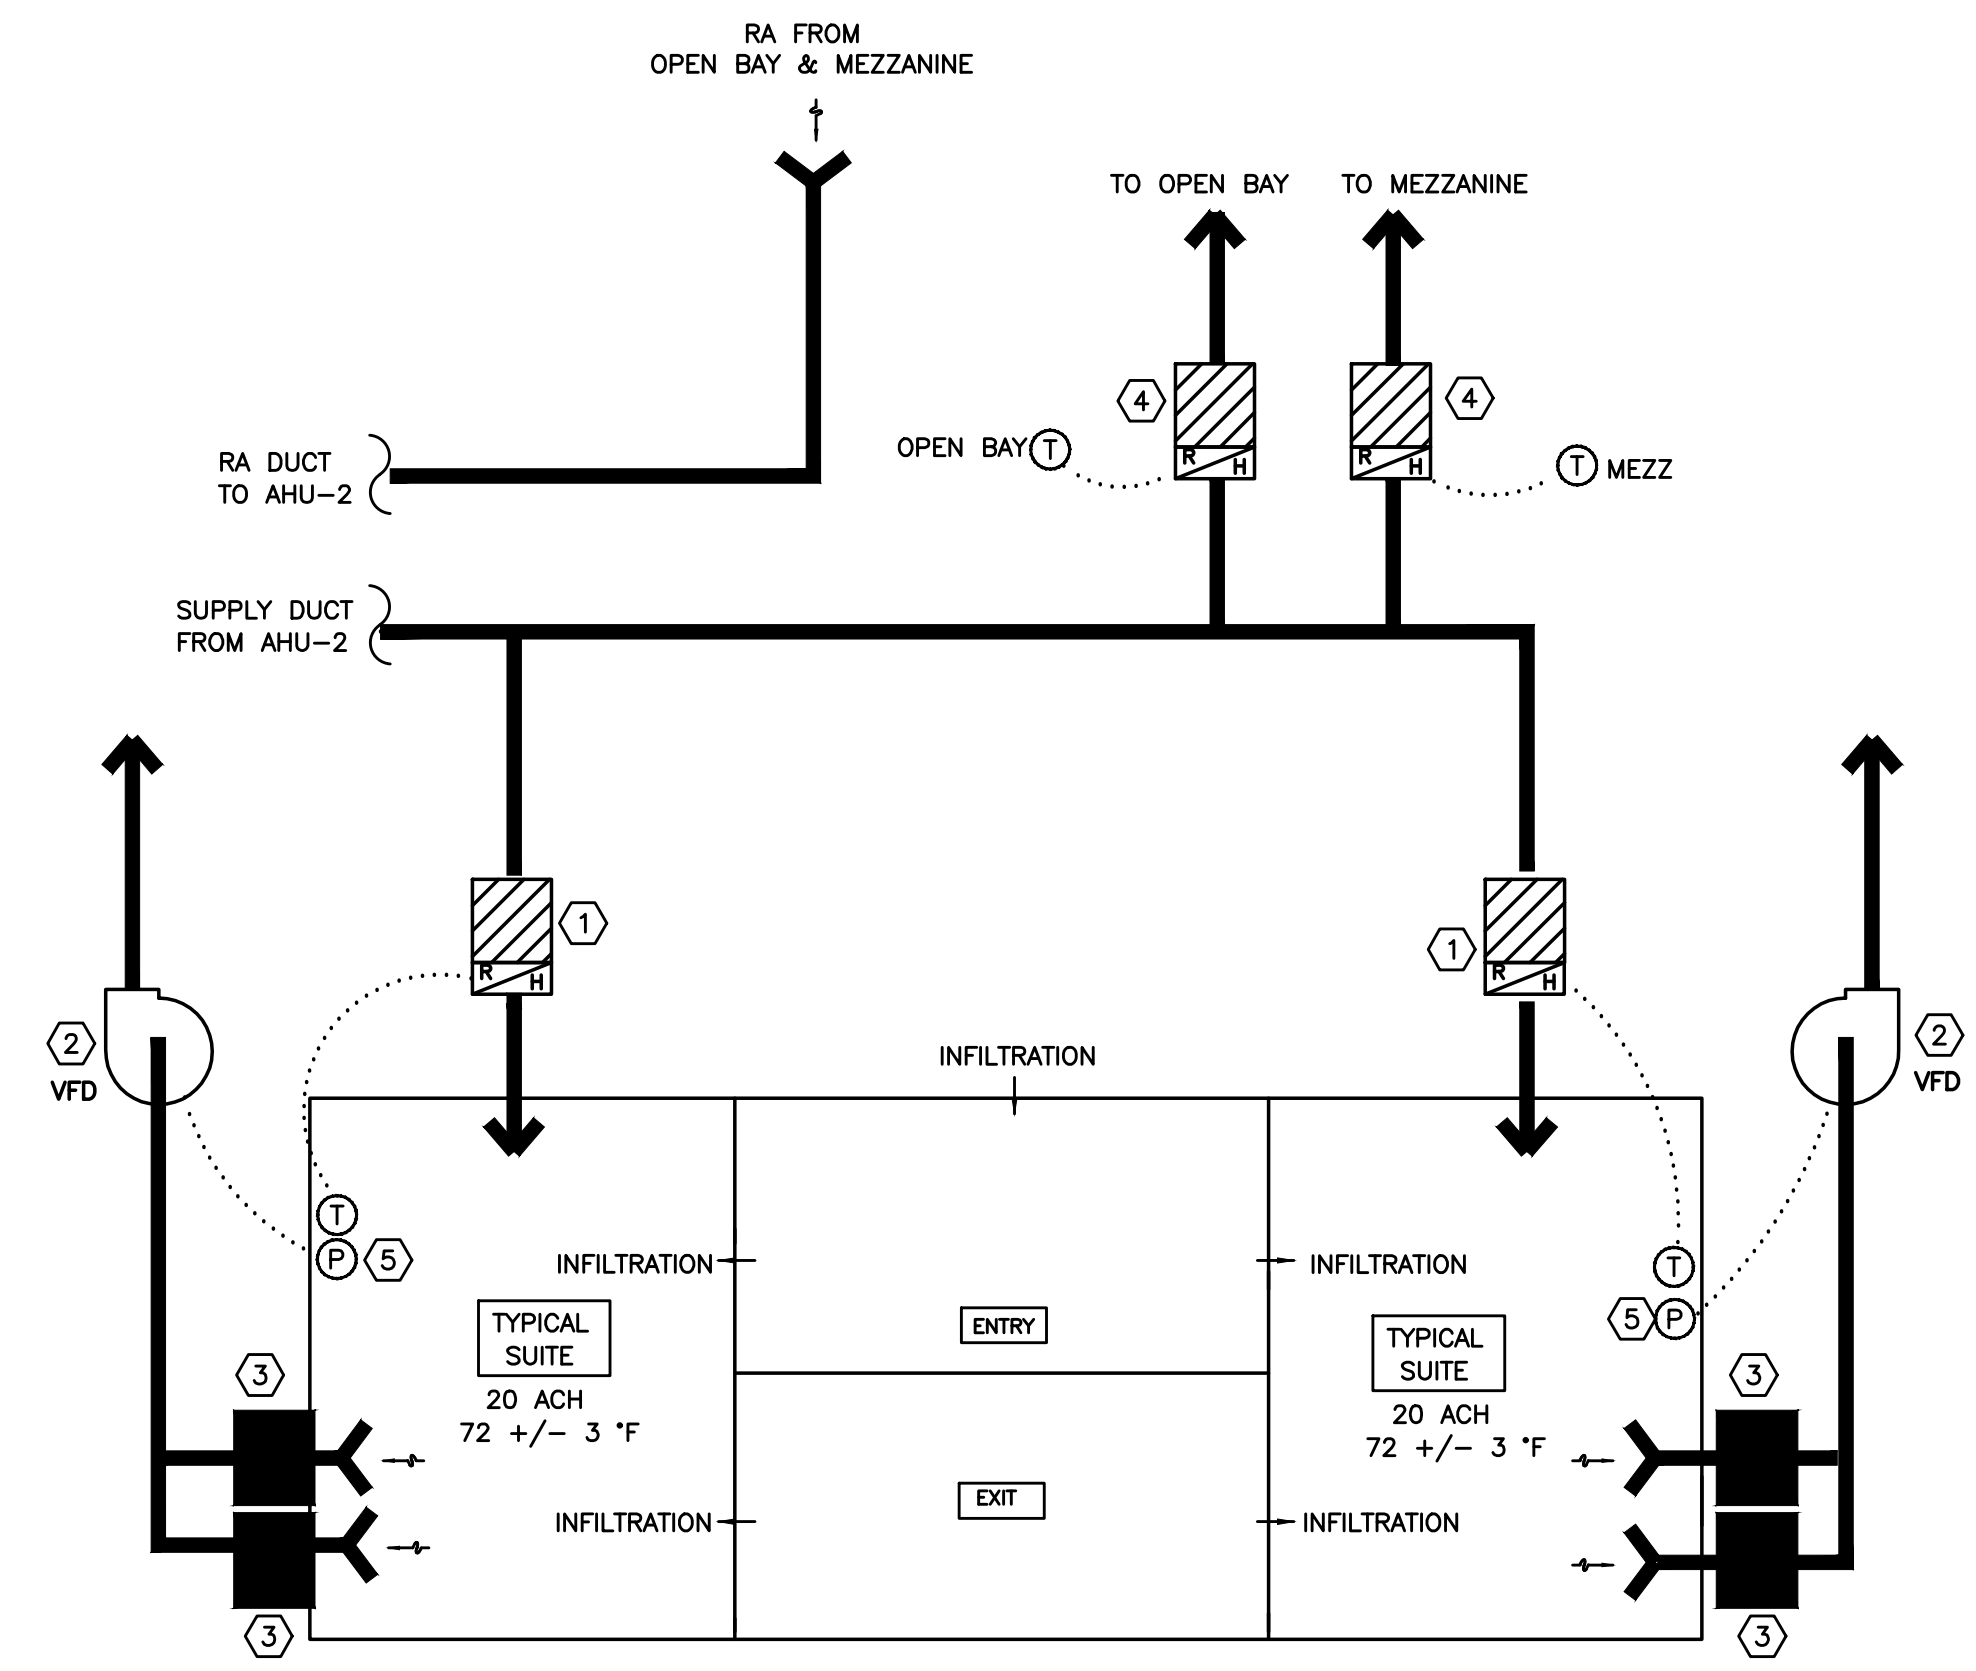 RA FROM
OPEN BAY & MEZZANINE
TO OPEN BAY
TO MEZZANINE
4
4
OPEN BAY
T
R
H
R
H
T
MEZZ
RA DUCT
TO AHU-2
SUPPLY DUCT
FROM AHU-2
1
1
R
H
R
H
2
VFD
2
VFD
INFILTRATION
T
P
5
INFILTRATION
INFILTRATION
T
5
P
TYPICAL
SUITE
20 ACH
72 +/- 3 °F
ENTRY
TYPICAL
SUITE
20 ACH
72 +/- 3 °F
3
3
EXIT
INFILTRATION
INFILTRATION
3
3